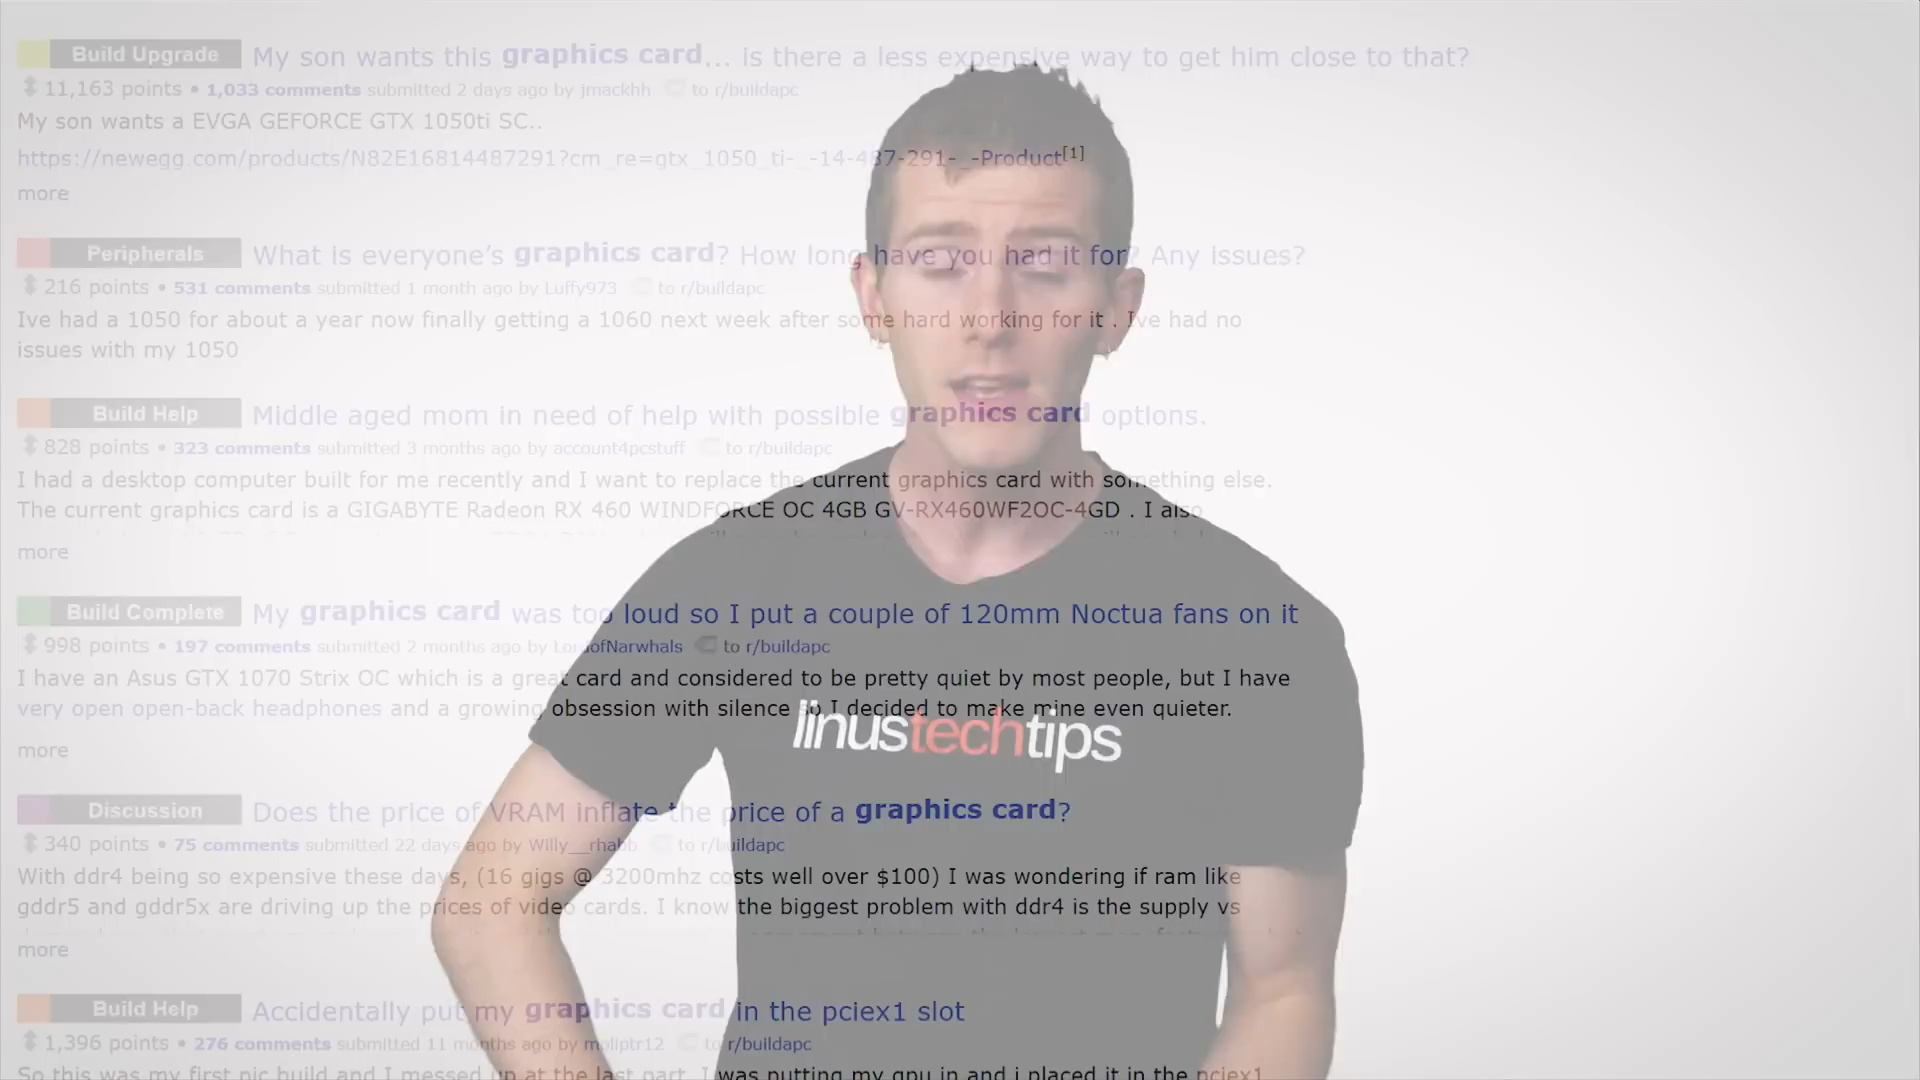 Build Upgrade My son wants this graphics card... is there a less expensive way to get him close to that?
11,163 points • 1,033 comments submitted 2 days ago by jmackhh to r/buildapc
My son wants a EVGA GEFORCE GTX 1050ti SC..
https://newegg.com/products/N82E16814487291?cm_re=gtx_1050_ti-_-14-487-291-_-Product[1]
more
Peripherals What is everyone’s graphics card? How long have you had it for? Any issues?
216 points • 531 comments submitted 1 month ago by Luffy973 to r/buildapc
Ive had a 1050 for about a year now finally getting a 1060 next week after some hard working for it . Ive had no
issues with my 1050
Build Help Middle aged mom in need of help with possible graphics card options.
828 points • 323 comments submitted 3 months ago by account4pcstuff to r/buildapc
I had a desktop computer built for me recently and I want to replace the current graphics card with something else.
The current graphics card is a GIGABYTE Radeon RX 460 WINDFORCE OC 4GB GV-RX460WF2OC-4GD . I also
more
Build Complete My graphics card was too loud so I put a couple of 120mm Noctua fans on it
998 points • 197 comments submitted 2 months ago by LordofNarwhals to r/buildapc
I have an Asus GTX 1070 Strix OC which is a great card and considered to be pretty quiet by most people, but I have
very open open-back headphones and a growing obsession with silence so I decided to make mine even quieter.
linustechtips
more
Discussion Does the price of VRAM inflate the price of a graphics card?
340 points • 75 comments submitted 22 days ago by Willy__rhabb to r/buildapc
With ddr4 being so expensive these days, (16 gigs @ 3200mhz costs well over $100) I was wondering if ram like
gddr5 and gddr5x are driving up the prices of video cards. I know the biggest problem with ddr4 is the supply vs
more
Build Help Accidentally put my graphics card in the pciex1 slot
1,396 points • 276 comments submitted 11 months ago by moliptr12 to r/buildapc
So this was my first pic build and I messed up at the last part. I was putting my gpu in and i placed it in the pciex1